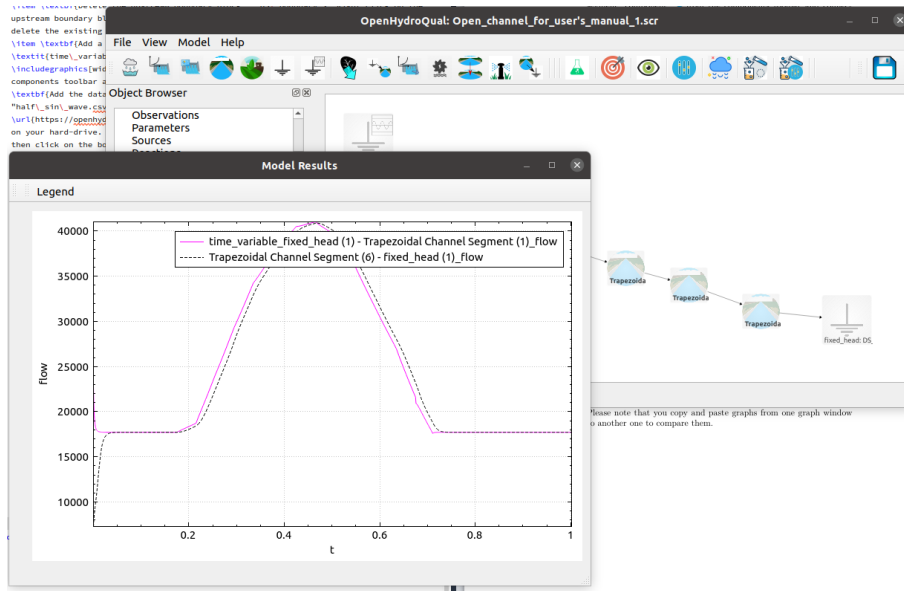 \item \textbf{Delete
upstream boundary bl
delete the existing
\item \textbf{Add a
\textit{time\_variab
\includegraphics[wid
components toolbar a
\textbf{Add the data
"half\_sin\_wave.csv
\url{https://openhyd
on your hard-drive.
then click on the bo
OpenHydroQual: Open_channel_for_user's_manual_1.scr
File View Model Help
Object Browser
Observations
Parameters
Sources
Reactions
Trapezoida
Trapezoida
Trapezoida
fixed_head: DS_
Model Results
Legend
time_variable_fixed_head (1) - Trapezoidal Channel Segment (1)_flow
Trapezoidal Channel Segment (6) - fixed_head (1)_flow
40000
35000
30000
25000
20000
15000
10000
flow
0.2 0.4 0.6 0.8 1
t
Please note that you copy and paste graphs from one graph window
to another one to compare them.